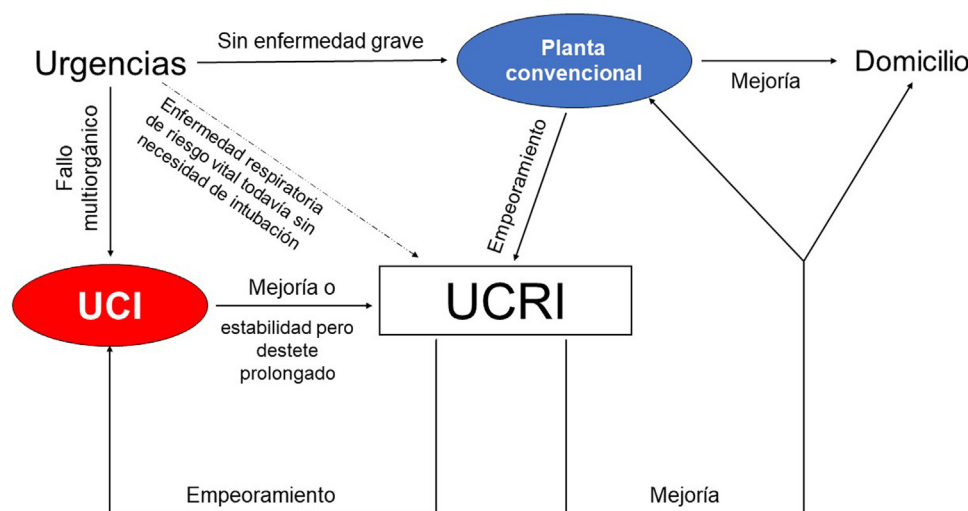 Sin enfermedad grave
Urgencias
Planta
convencional
Mejoría
Domicilio
Fallo
multiorgánico
Enfermedad respiratoria
de riesgo vital todavía sin
necesidad de intubación
Empeoramiento
UCI
Mejoría o
estabilidad pero
destete
prolongado
UCRI
Empeoramiento
Mejoría